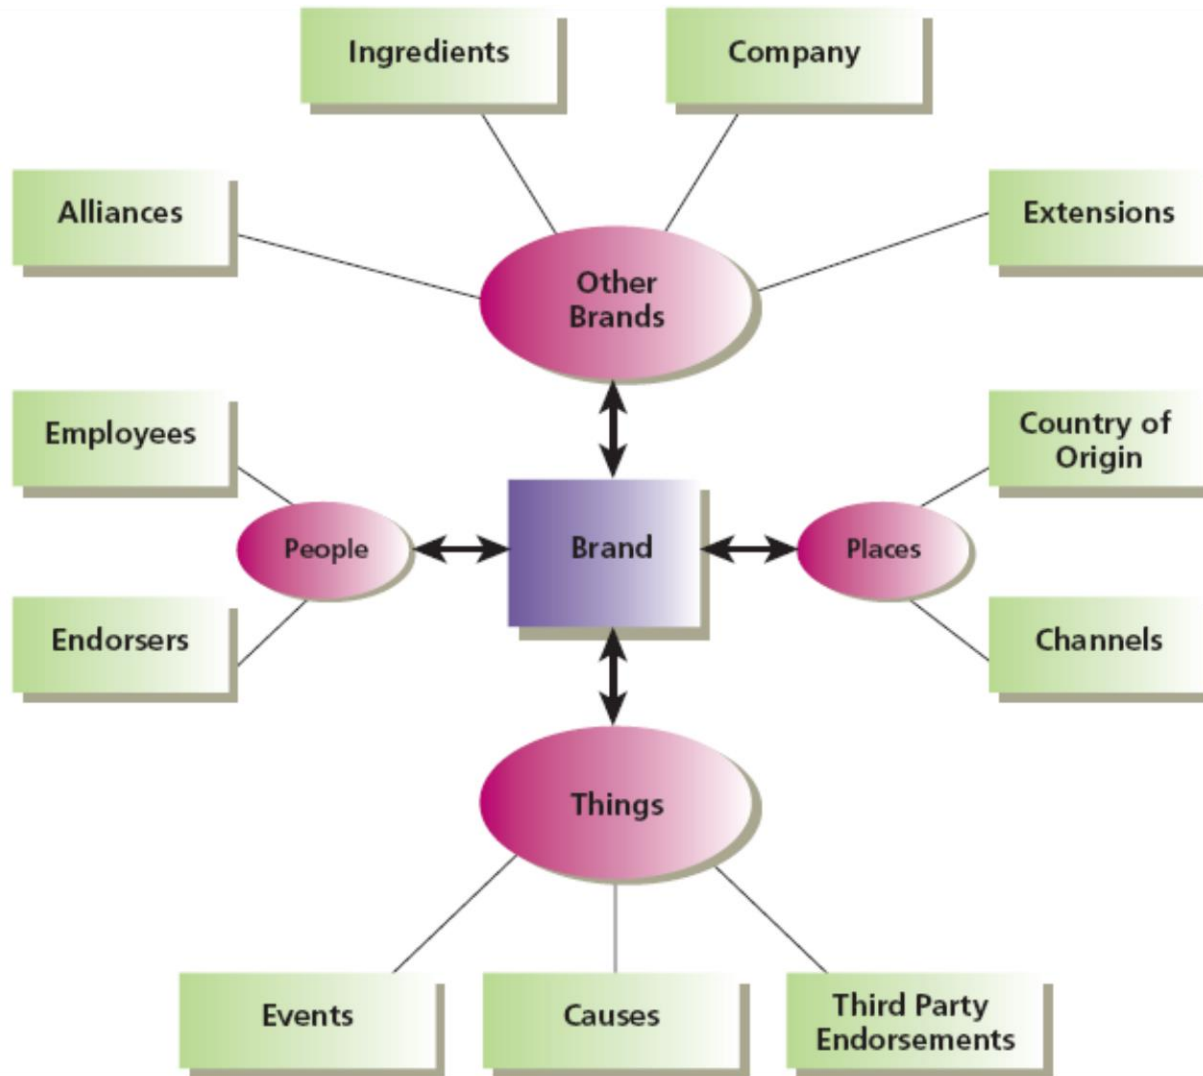 Ingredients
Company
Alliances
Extensions
Other
Brands
Employees
Country of
Origin
People
Brand
Places
Endorsers
Channels
Things
Events
Causes
Third Party
Endorsements